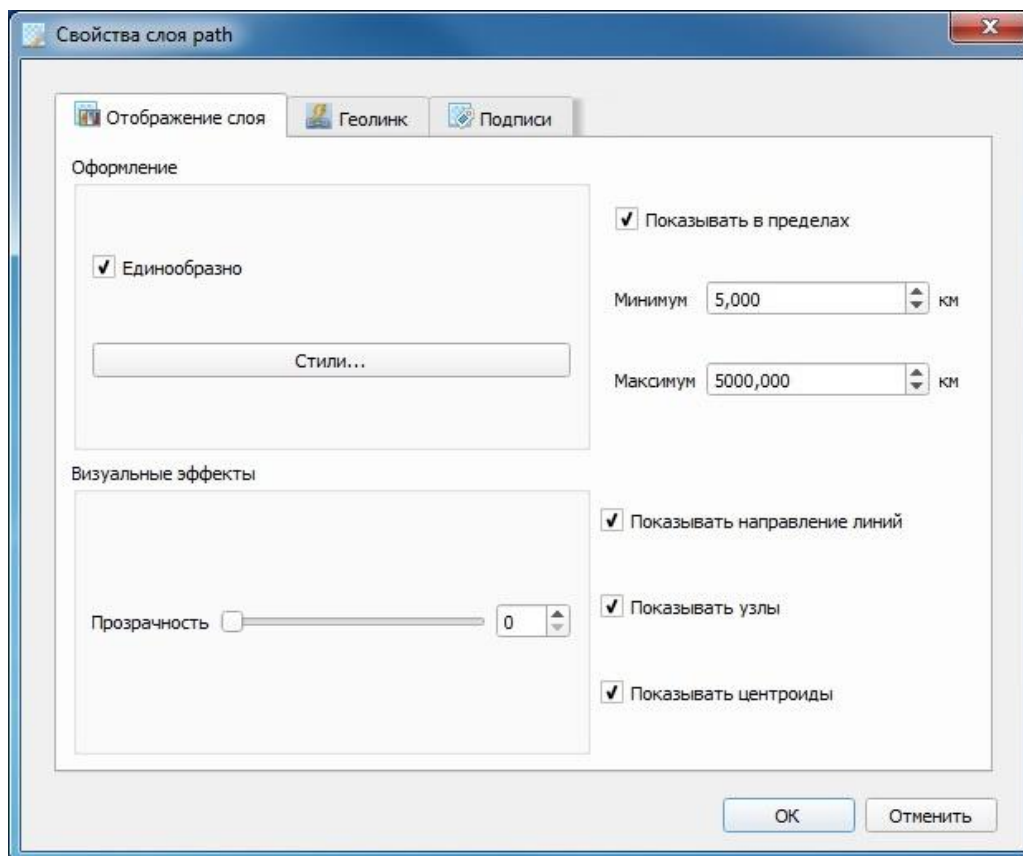 Свойства слоя path
Отображение слоя
Геолинк
Подписи
Оформление
Единообразно
Стили...
Показывать в пределах
Минимум 5,000 км
Максимум 5000,000 км
Визуальные эффекты
Прозрачность 0
Показывать направление линий
Показывать узлы
Показывать центроиды
ОК
Отменить